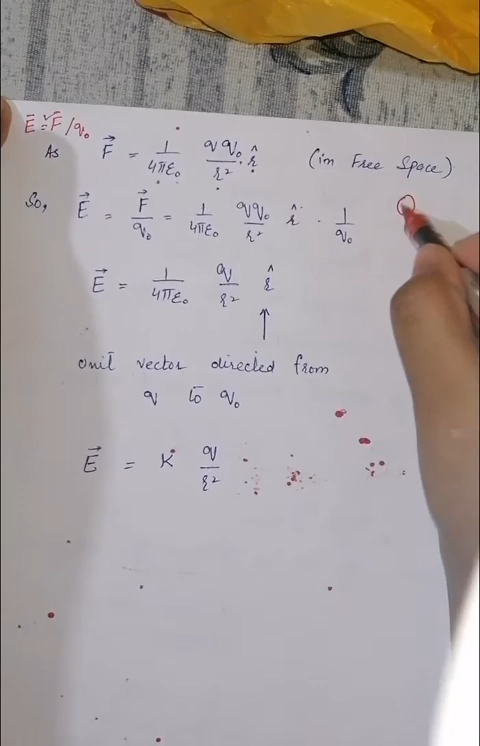 E⃗ = F⃗/q₀
As F⃗ = 1/4πε₀ qq₀/r² · r̂ (in Free Space)
So, E⃗ = F⃗/q₀ = 1/4πε₀ qq₀/r² r̂ · 1/q₀
E⃗ = 1/4πε₀ q/r² r̂
↑
unit vector directed from
q to q₀
E⃗ = K q/r²